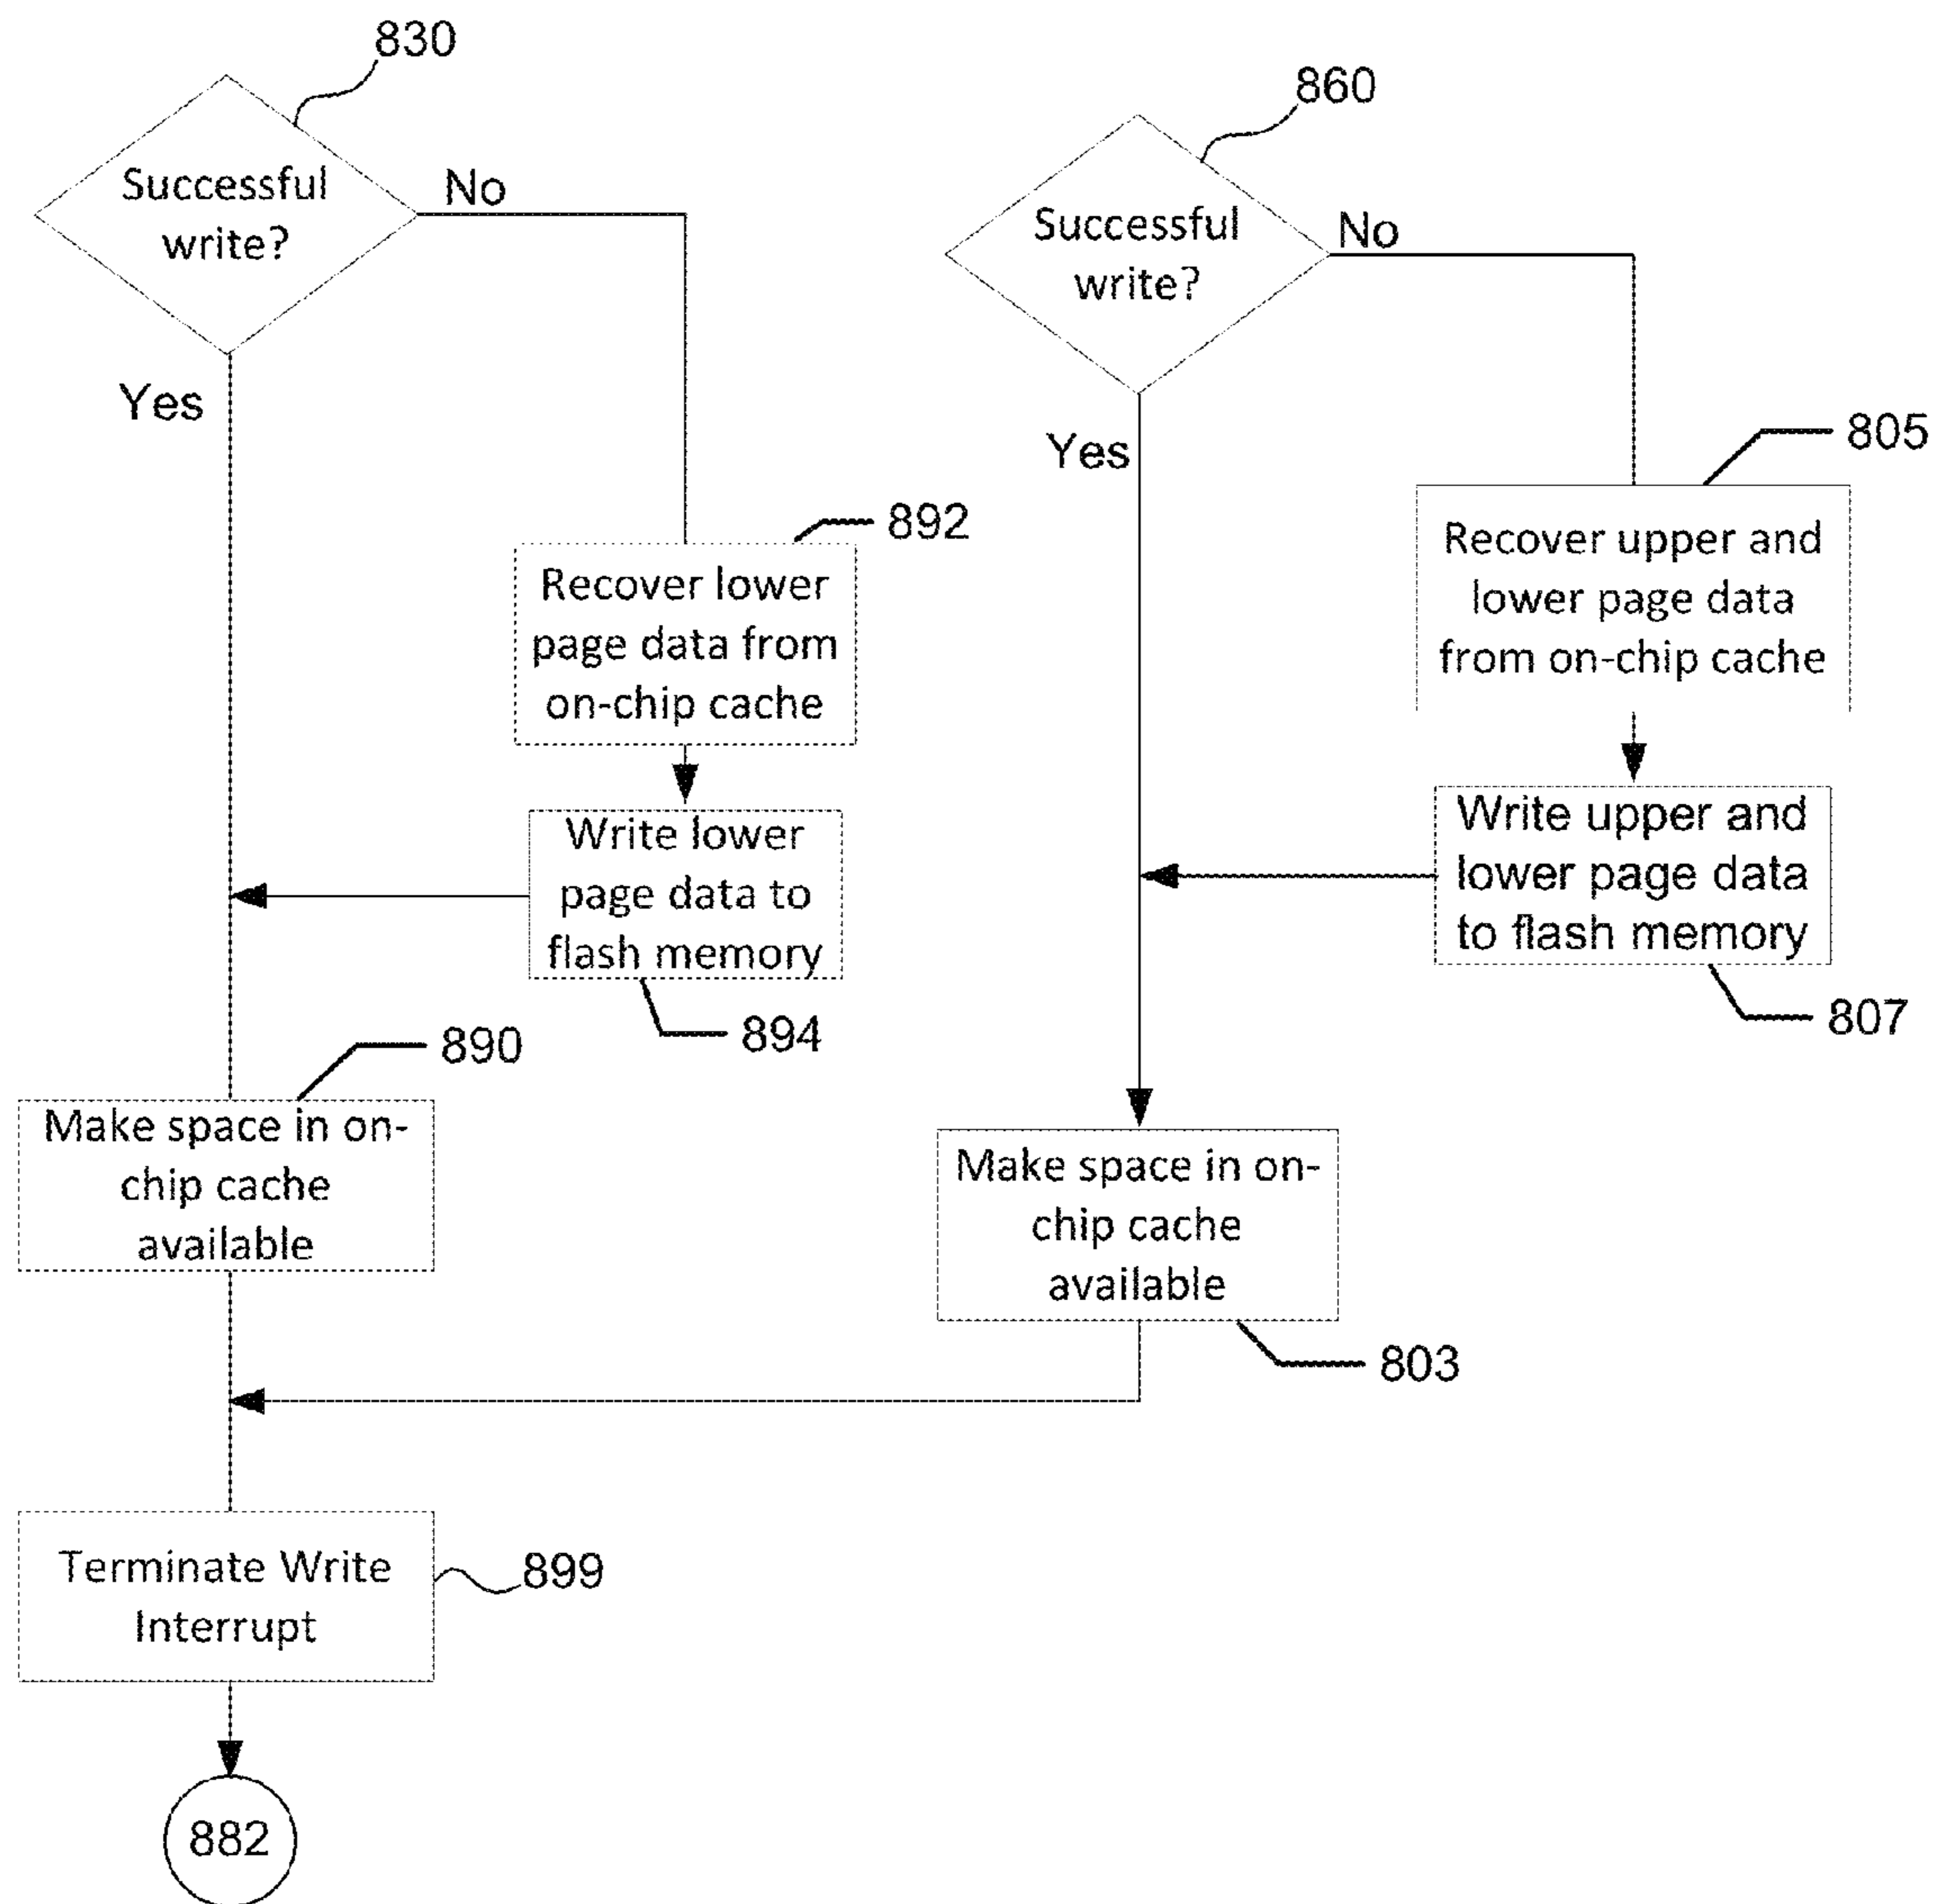 830
Successful
write?
No
Yes
892
Recover lower
page data from
on-chip cache
Write lower
page data to
flash memory
894
890
Make space in on-
chip cache
available
860
Successful
write?
No
Yes
805
Recover upper and
lower page data
from on-chip cache
Write upper and
lower page data
to flash memory
807
Make space in on-
chip cache
available
803
Terminate Write
Interrupt
899
882